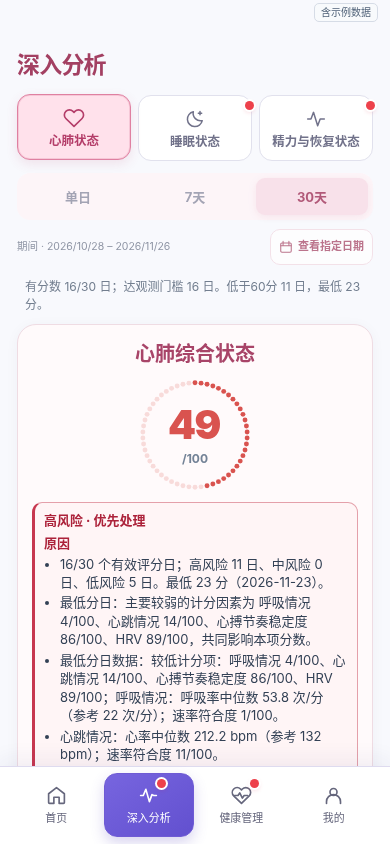 含示例数据
深入分析
心肺状态
睡眠状态
精力与恢复状态
单日
7天
30天
期间 · 2026/10/28 – 2026/11/26
查看指定日期
有分数 16/30 日；达观测门槛 16 日。低于60分 11 日，最低 23
分。
心肺综合状态
49
/100
高风险 · 优先处理
原因
• 16/30 个有效评分日；高风险 11 日、中风险 0
日、低风险 5 日。最低 23 分（2026-11-23）。
• 最低分日：主要较弱的计分因素为 呼吸情况
4/100、心跳情况 14/100、心搏节奏稳定度
86/100、HRV 89/100，共同影响本项分数。
• 最低分日数据：较低计分项：呼吸情况 4/100、心
跳情况 14/100、心搏节奏稳定度 86/100、HRV
89/100；呼吸情况：呼吸率中位数 53.8 次/分
（参考 22 次/分）；速率符合度 1/100。
• 心跳情况：心率中位数 212.2 bpm（参考 132
bpm）；速率符合度 11/100。
首页
深入分析
健康管理
我的